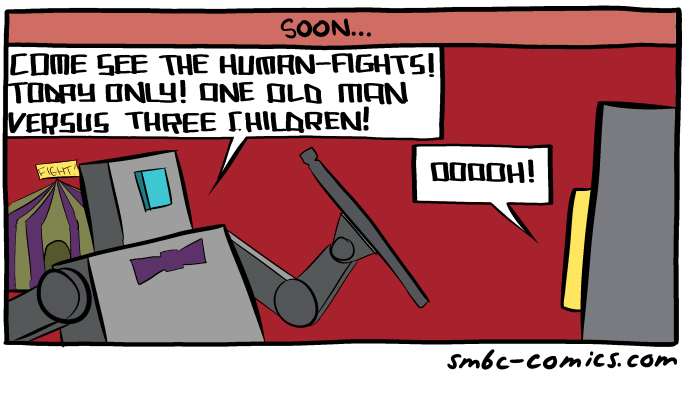 SOON...
COME SEE THE HUMAN-FIGHTS!
TODAY ONLY! ONE OLD MAN
VERSUS THREE CHILDREN!
FIGHT!
OOOOH!
smbc-comics.com